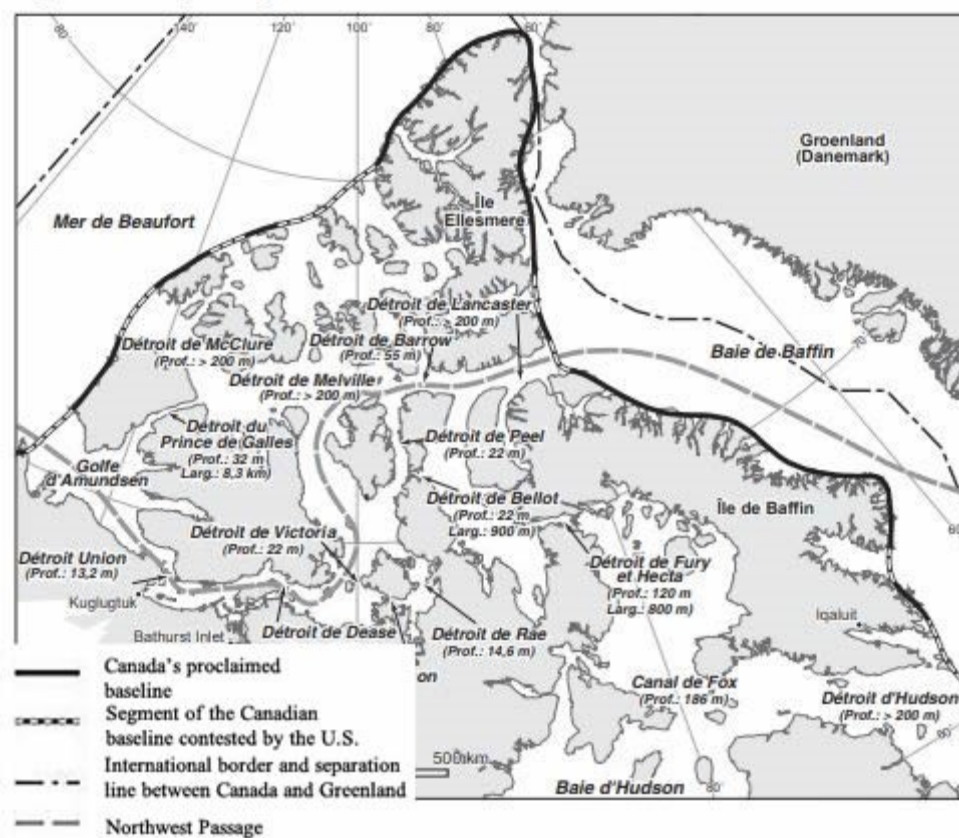 140°
120°
100°
80°
60°
80
Groenland
(Danemark)
Mer de Beaufort
Île
Ellesmere
Détroit de Lancaster
(Prof.: > 200 m)
Détroit de McClure
(Prof.: > 200 m)
Détroit de Barrow
(Prof.: 55 m)
Baie de Baffin
70
Détroit de Melville
(Prof.: > 200 m)
Détroit du
Prince de Galles
(Prof.: 32 m
Larg.: 8,3 km)
Détroit de Peel
(Prof.: 22 m)
Golfe
d'Amundsen
Détroit de Bellot
(Prof.: 22 m
Larg.: 900 m)
Île de Baffin
60
Détroit de Victoria
(Prof.: 22 m)
Détroit Union
(Prof.: 13,2 m)
Détroit de Fury
et Hecta
(Prof.: 120 m
Larg.: 800 m)
Kuglugtuk
Iqaluit
Bathurst Inlet
Détroit de Dease
Détroit de Rae
(Prof.: 14,6 m)
on
Canal de Fox
(Prof.: 186 m)
Détroit d'Hudson
(Prof.: > 200 m)
500 km
Baie d'Hudson
80°
80°
Canada's proclaimed
baseline
Segment of the Canadian
baseline contested by the U.S.
International border and separation
line between Canada and Greenland
Northwest Passage